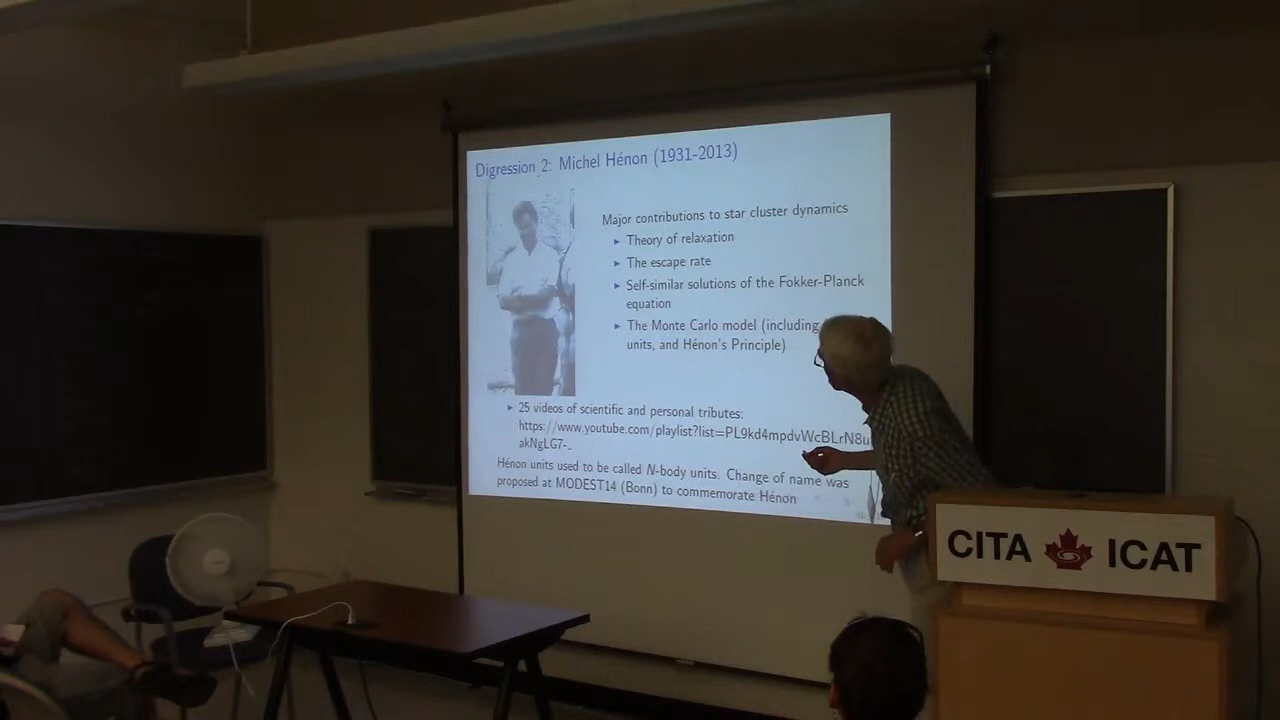 Digression 2: Michel Hénon (1931-2013)
Major contributions to star cluster dynamics
▸ Theory of relaxation
▸ The escape rate
▸ Self-similar solutions of the Fokker-Planck
equation
▸ The Monte Carlo model (including
units, and Hénon's Principle)
▸ 25 videos of scientific and personal tributes:
https://www.youtube.com/playlist?list=PL9kd4mpdvWcBLrN8u
akNgLG7-_
Hénon units used to be called N-body units. Change of name was
proposed at MODEST14 (Bonn) to commemorate Hénon
CITA ICAT